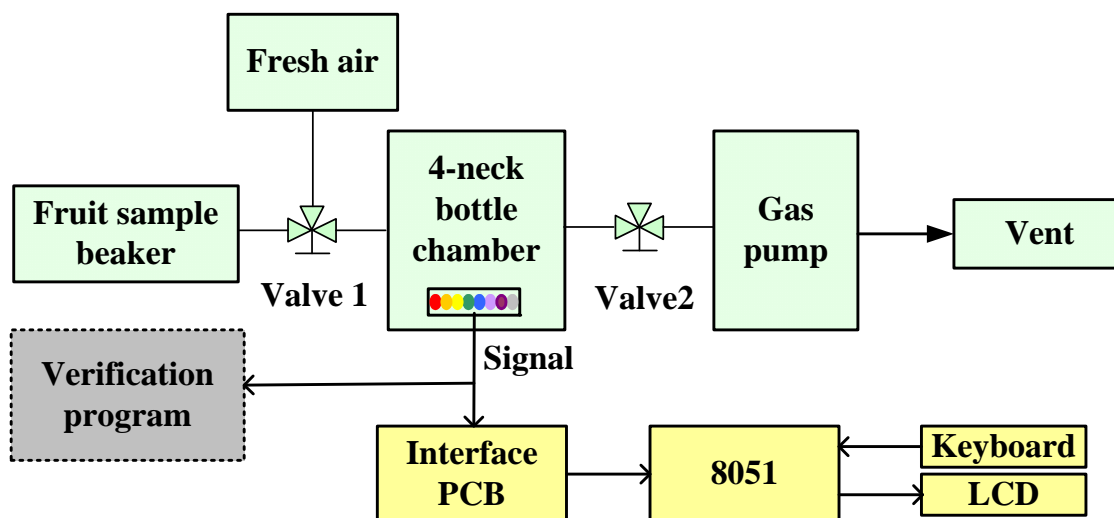 Fresh air
Fruit sample
beaker
Valve 1
4-neck
bottle
chamber
Valve2
Gas
pump
Vent
Signal
Verification
program
Interface
PCB
8051
Keyboard
LCD